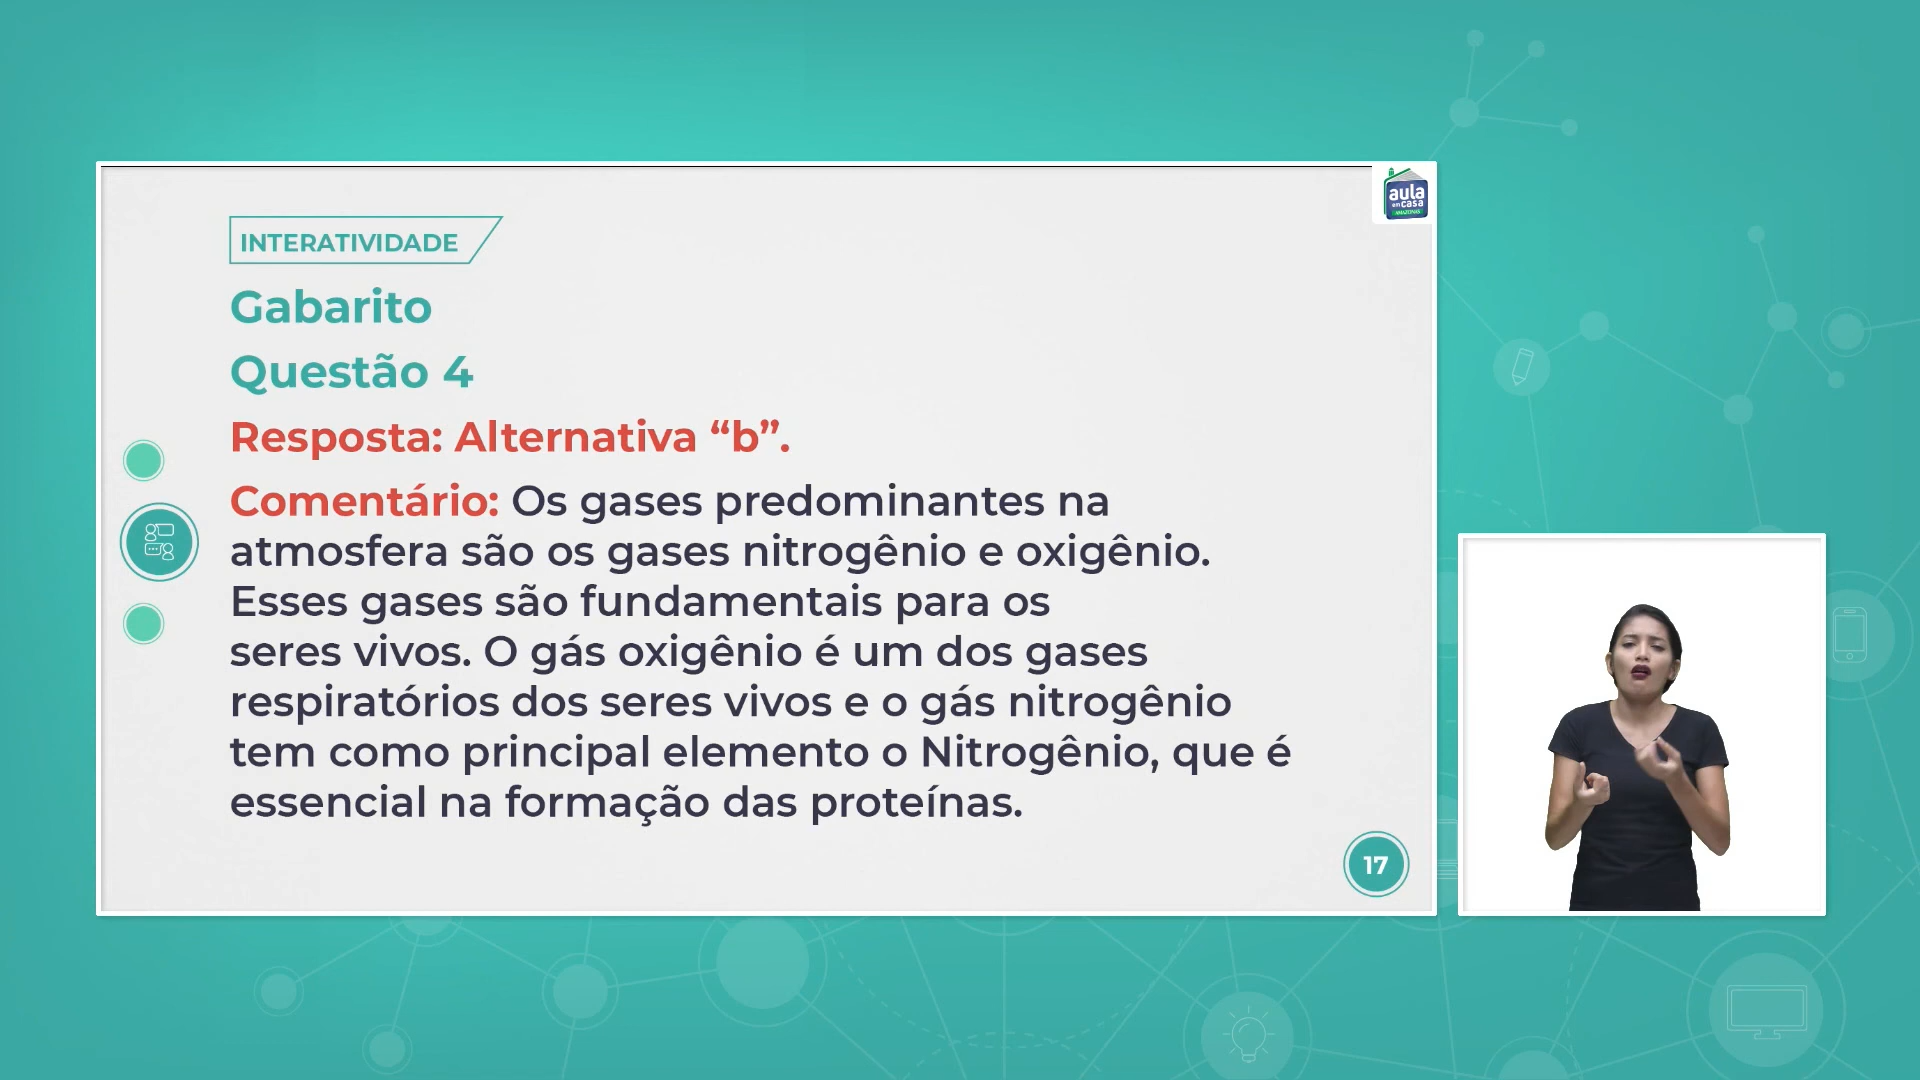 aula
em casa
AMAZONAS
INTERATIVIDADE
Gabarito
Questão 4
Resposta: Alternativa “b”.
Comentário: Os gases predominantes na
atmosfera são os gases nitrogênio e oxigênio.
Esses gases são fundamentais para os
seres vivos. O gás oxigênio é um dos gases
respiratórios dos seres vivos e o gás nitrogênio
tem como principal elemento o Nitrogênio, que é
essencial na formação das proteínas.
17